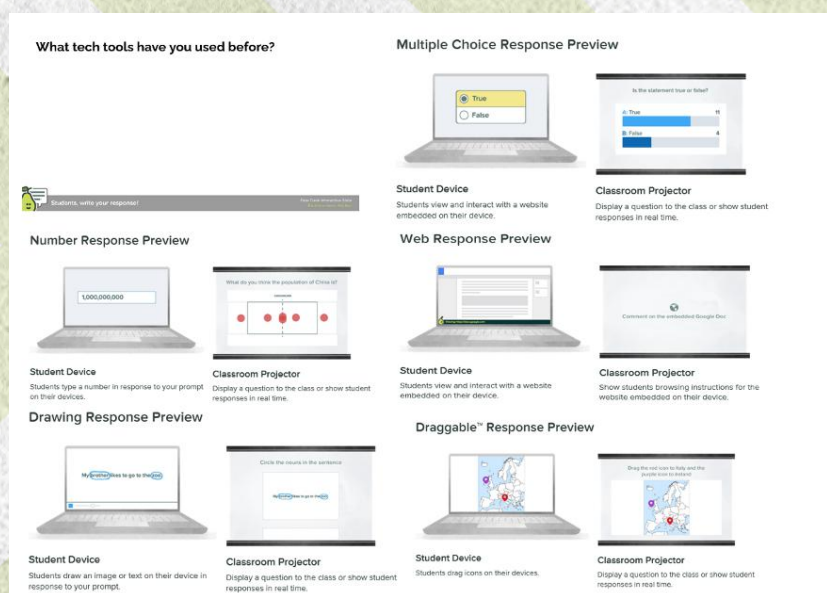 What tech tools have you used before?
Students, write your response!
Multiple Choice Response Preview
True
False
Is the statement true or false?
A: True 11
B: False 4
Student Device
Students view and interact with a website
embedded on their device.
Classroom Projector
Display a question to the class or show student
responses in real time.
Number Response Preview
1,000,000,000
What do you think the population of China is?
Student Device
Students type a number in response to your prompt
on their devices.
Classroom Projector
Display a question to the class or show student
responses in real time.
Web Response Preview
Comment on the embedded Google Doc
Student Device
Students view and interact with a website
embedded on their device.
Classroom Projector
Show students browsing instructions for the
website embedded on their device.
Drawing Response Preview
My brother likes to go to the
Circle the nouns in the sentence
My brother likes to go to the
Student Device
Students draw an image or text on their device in
response to your prompt.
Classroom Projector
Display a question to the class or show student
responses in real time.
Draggable™ Response Preview
Drag the red icon to Italy and the
purple icon to Ireland
Student Device
Students drag icons on their devices.
Classroom Projector
Display a question to the class or show student
responses in real time.